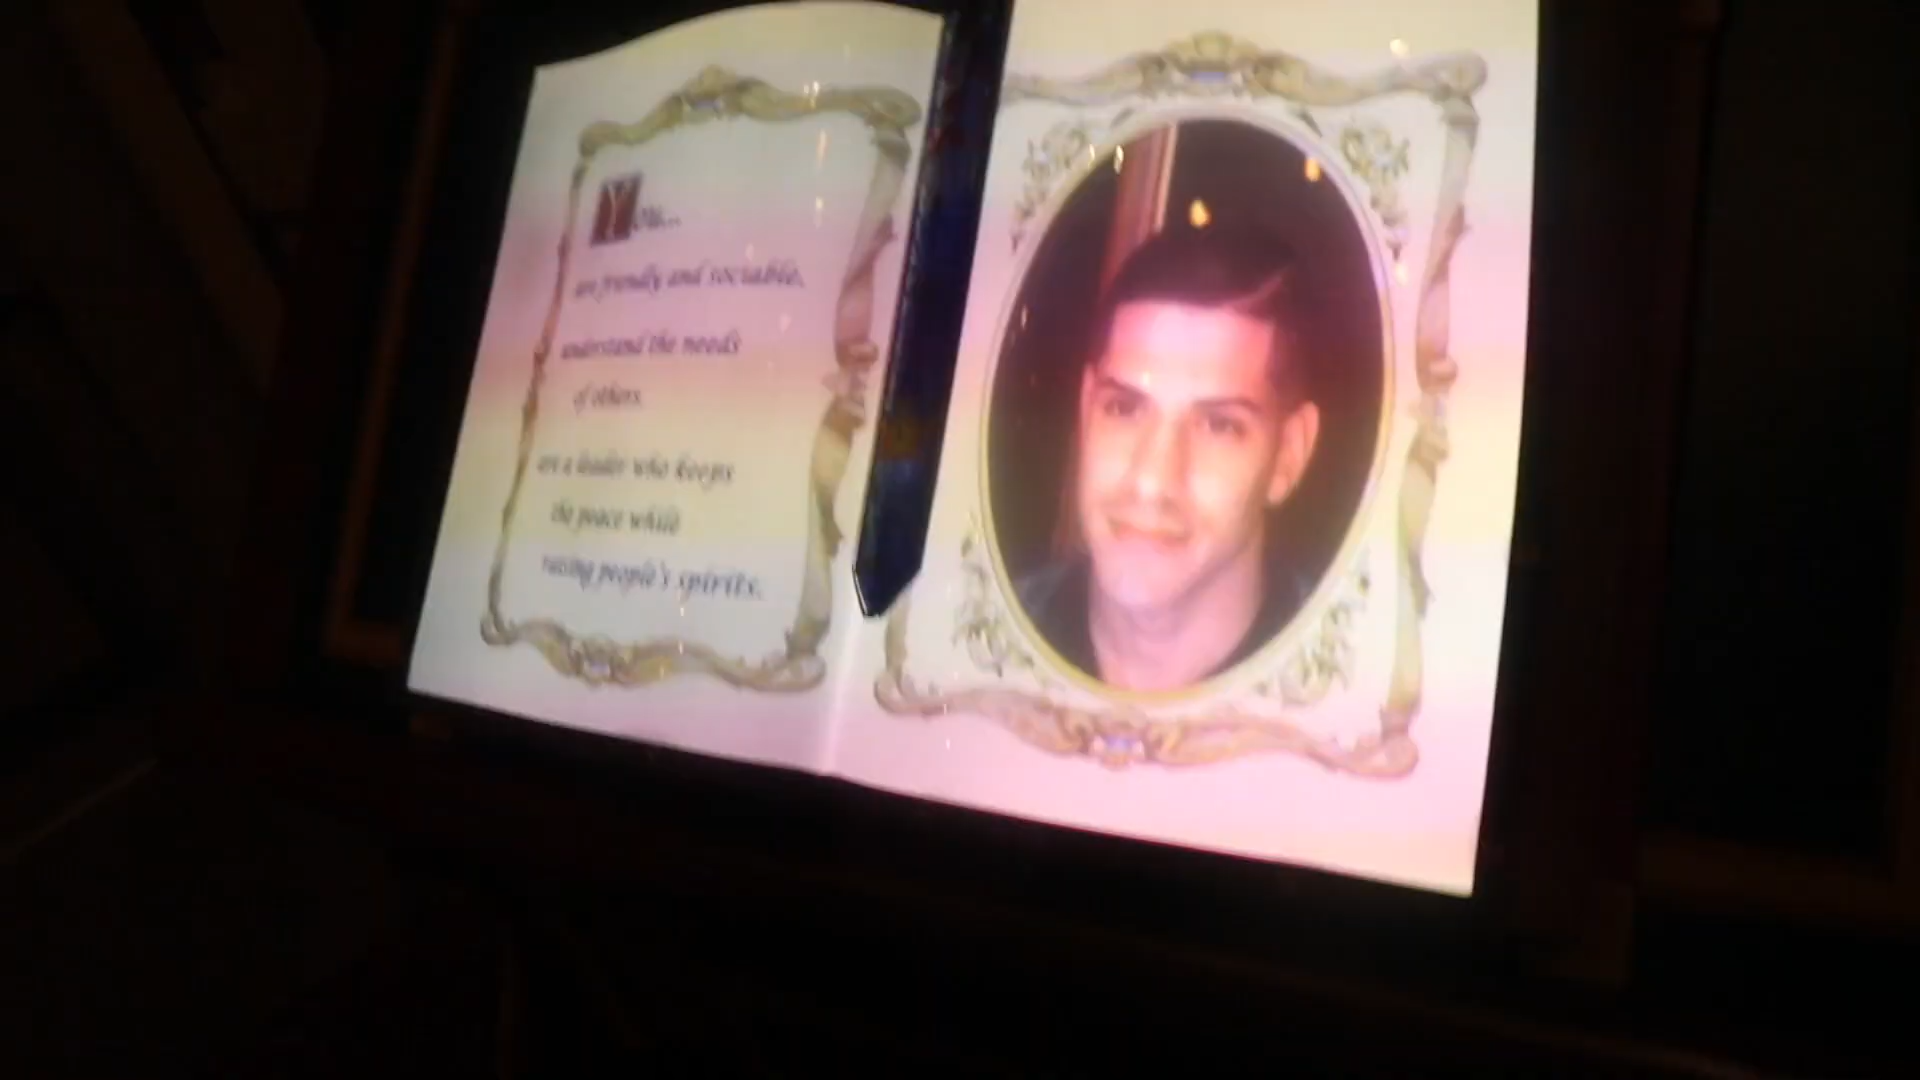 You...
are friendly and sociable,
understand the needs
of others,
are a leader who keeps
the peace while
raising people's spirits.